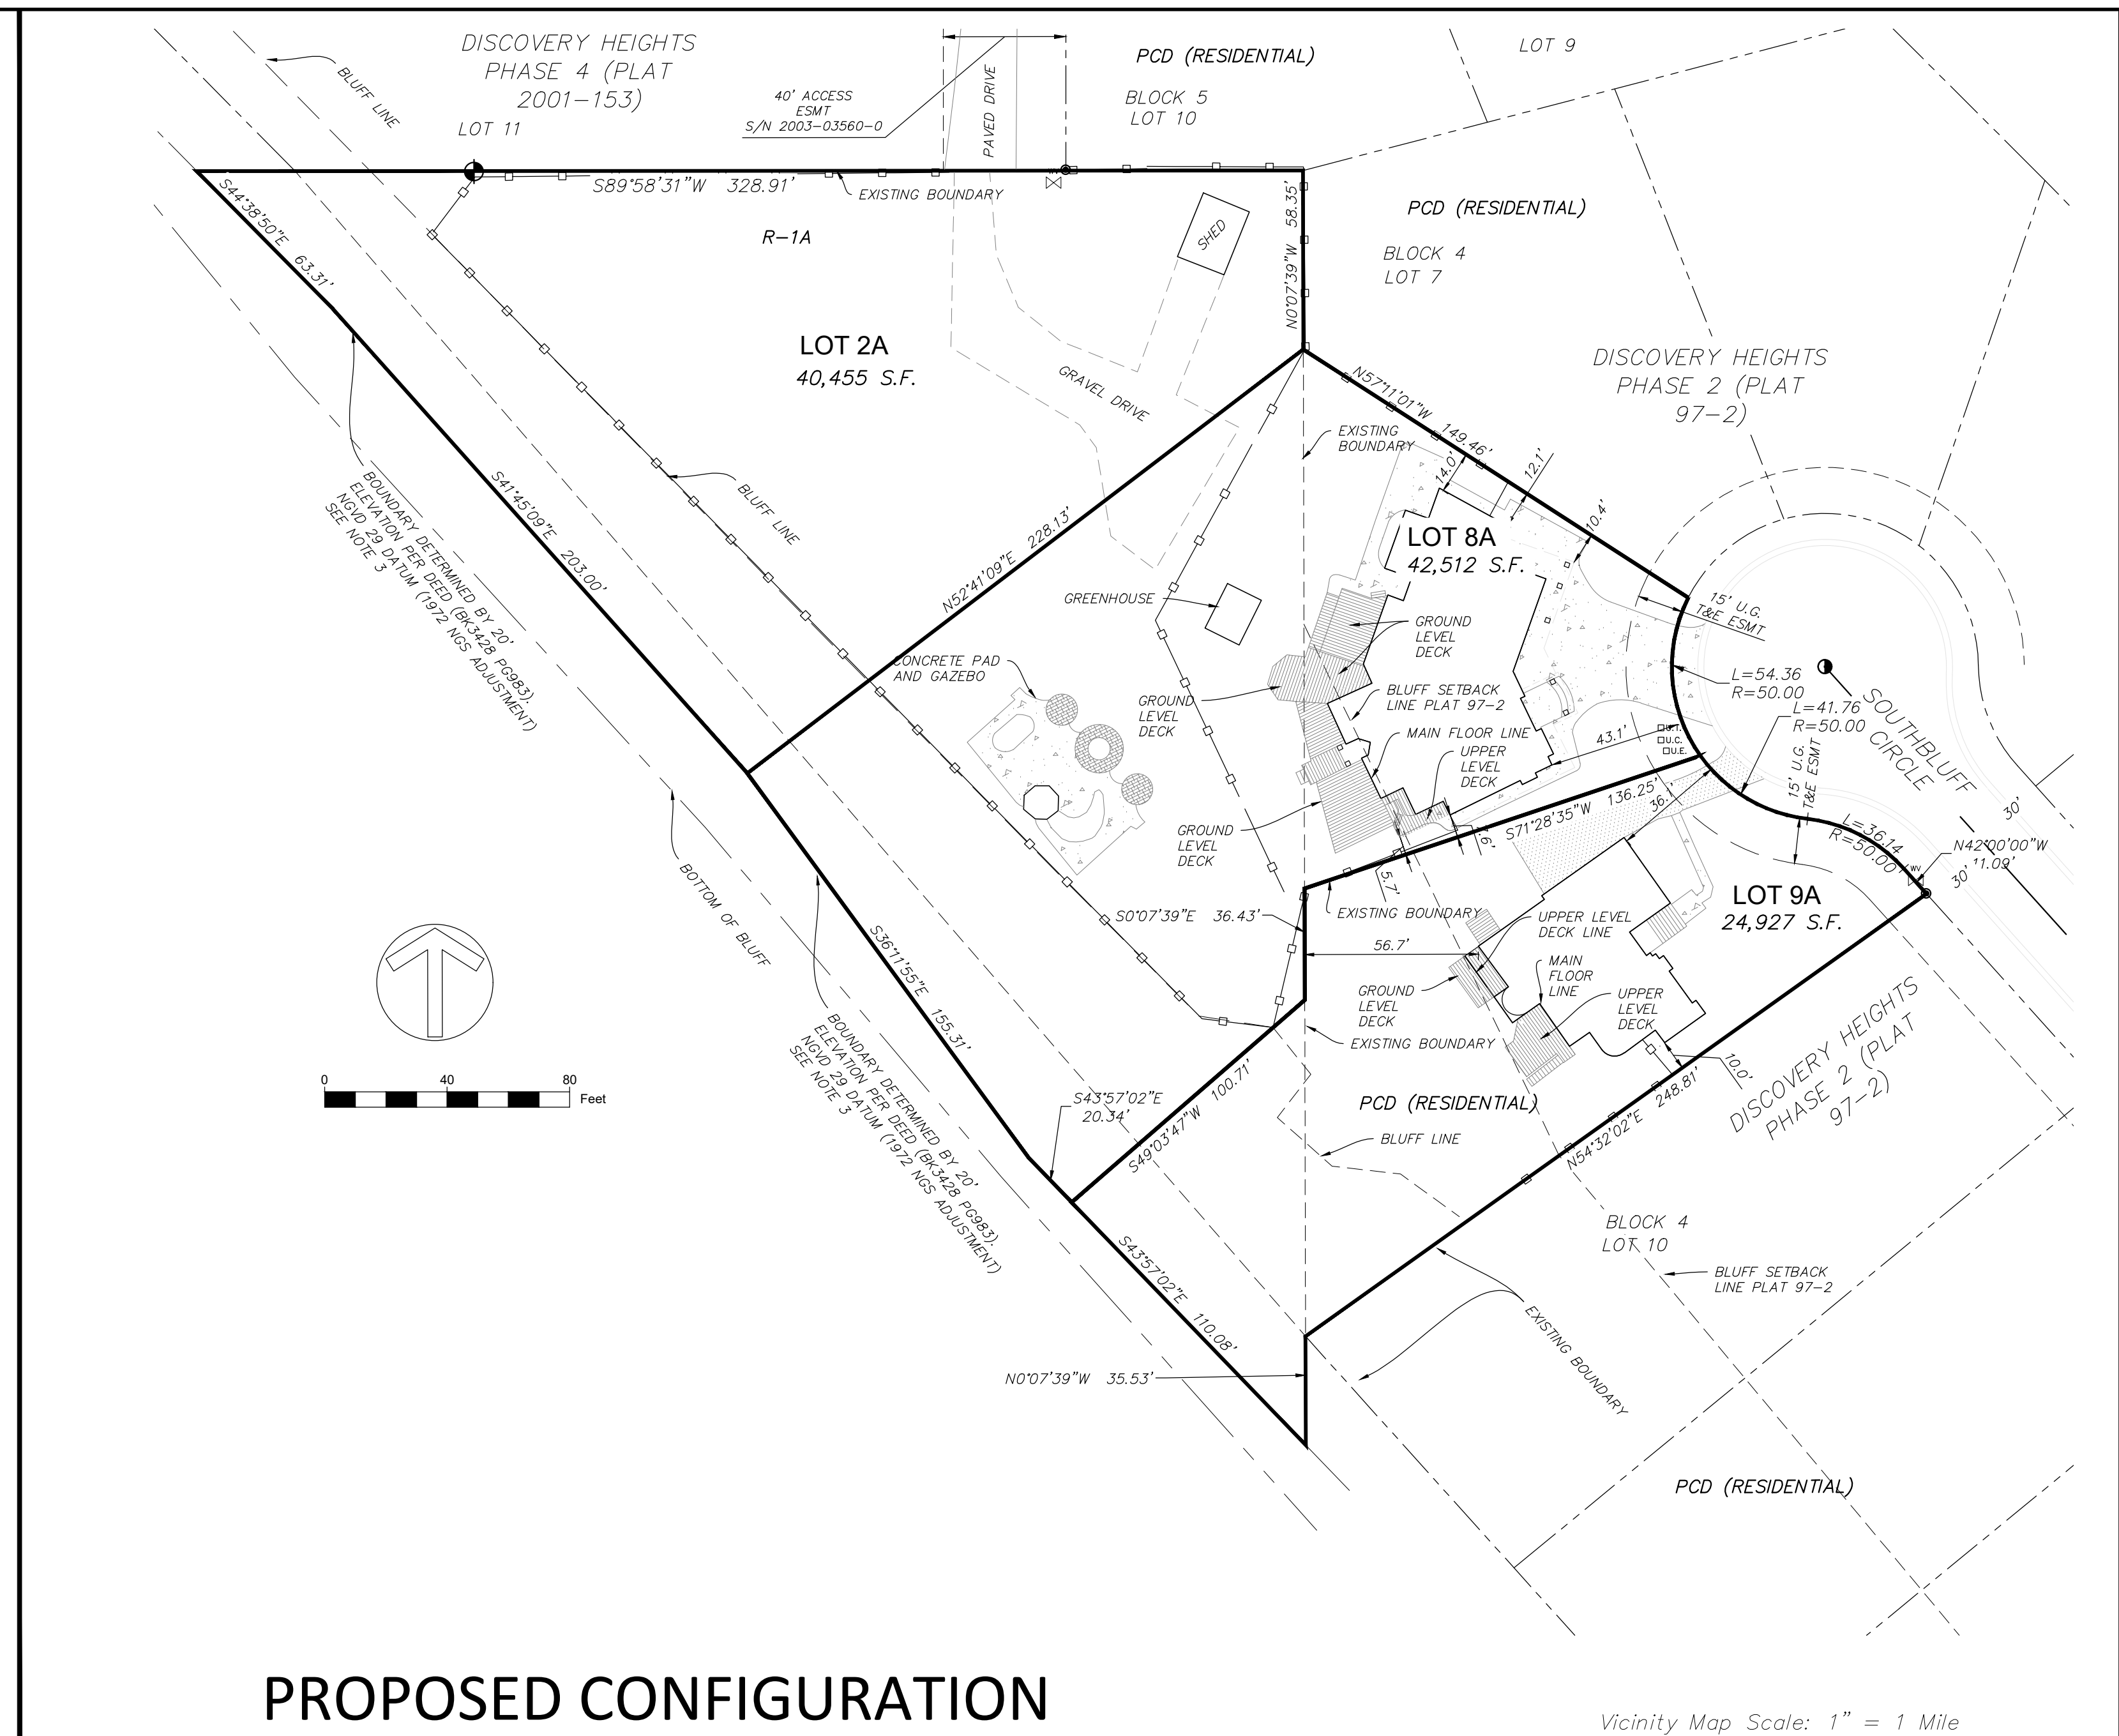 DISCOVERY HEIGHTS
PHASE 4 (PLAT
2001-153)
LOT 11
BLUFF LINE
40' ACCESS
ESMT
S/N 2003-03560-0
PAVED DRIVE
PCD (RESIDENTIAL)
BLOCK 5
LOT 10
LOT 9
S89°58'31"W 328.91'
EXISTING BOUNDARY
S44°38'50"E 63.31'
R-1A
SHED
N0°07'39"W 58.35'
PCD (RESIDENTIAL)
BLOCK 4
LOT 7
LOT 2A
40,455 S.F.
GRAVEL DRIVE
DISCOVERY HEIGHTS
PHASE 2 (PLAT
97-2)
N57°11'01"W 149.46'
EXISTING
BOUNDARY
14.0'
12.1'
10.4'
BOUNDARY DETERMINED BY 20'
ELEVATION PER DEED (BK3428 PG983).
NGVD 29 DATUM (1972 NGS ADJUSTMENT)
SEE NOTE 3
S41°45'09"E 203.00'
BLUFF LINE
N52°41'09"E 228.13'
LOT 8A
42,512 S.F.
GREENHOUSE
GROUND
LEVEL
DECK
15' U.G.
T&E ESMT
CONCRETE PAD
AND GAZEBO
GROUND
LEVEL
DECK
BLUFF SETBACK
LINE PLAT 97-2
MAIN FLOOR LINE
UPPER
LEVEL
DECK
43.1'
U.T.
U.C.
U.E.
L=54.36
R=50.00
L=41.76
R=50.00
SOUTHBLUFF
CIRCLE
15' U.G.
T&E ESMT
30'
GROUND
LEVEL
DECK
S71°28'35"W 136.25'
36.1'
5.7'
L=36.14
R=50.00
WV
N42°00'00"W
11.09'
30'
BOTTOM OF BLUFF
S0°07'39"E 36.43'
EXISTING BOUNDARY
UPPER LEVEL
DECK LINE
LOT 9A
24,927 S.F.
56.7'
MAIN
FLOOR
LINE
GROUND
LEVEL
DECK
UPPER
LEVEL
DECK
EXISTING BOUNDARY
S36°11'55"E 155.31'
BOUNDARY DETERMINED BY 20'
ELEVATION PER DEED (BK3428 PG983).
NGVD 29 DATUM (1972 NGS ADJUSTMENT)
SEE NOTE 3
0 40 80
Feet
S43°57'02"E
20.34'
S49°03'47"W 100.71'
PCD (RESIDENTIAL)
BLUFF LINE
10.0'
N54°32'02"E 248.81'
DISCOVERY HEIGHTS
PHASE 2 (PLAT
97-2)
BLOCK 4
LOT 10
BLUFF SETBACK
LINE PLAT 97-2
S43°57'02"E 110.08'
EXISTING BOUNDARY
N0°07'39"W 35.53'
PCD (RESIDENTIAL)
PROPOSED CONFIGURATION
Vicinity Map Scale: 1" = 1 Mile